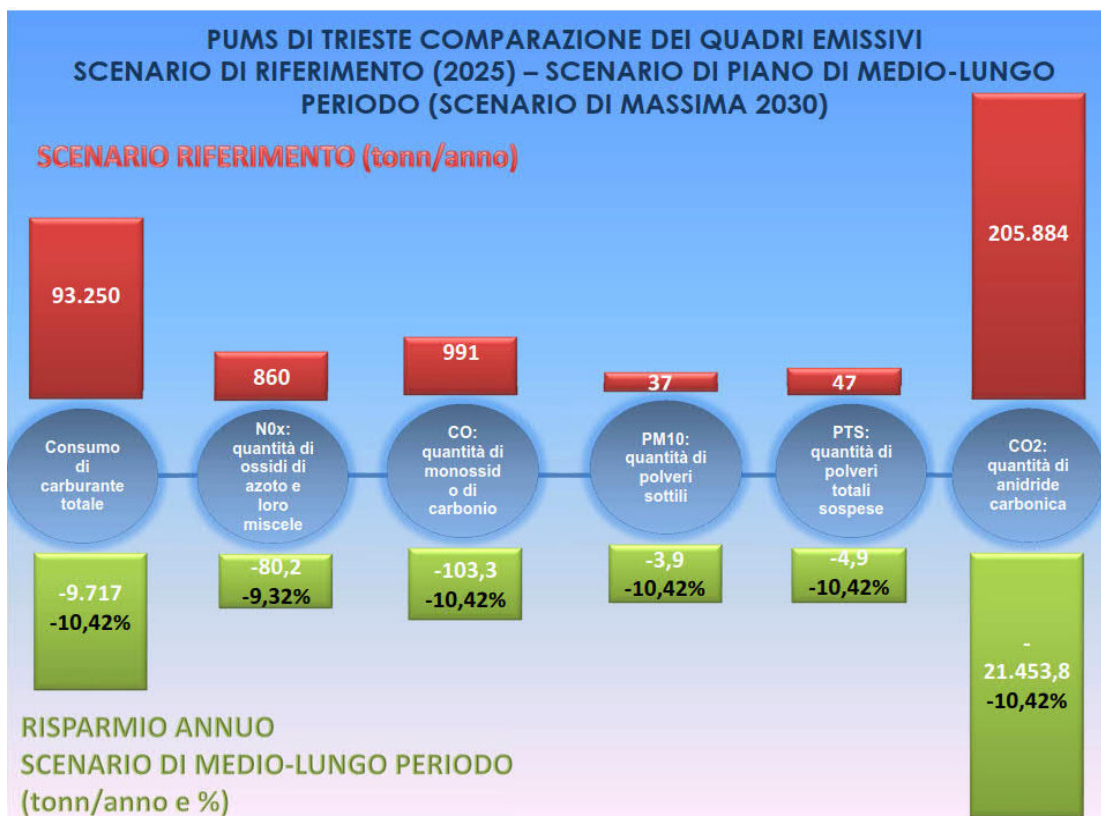 PUMS DI TRIESTE COMPARAZIONE DEI QUADRI EMISSIVI
SCENARIO DI RIFERIMENTO (2025) – SCENARIO DI PIANO DI MEDIO-LUNGO
PERIODO (SCENARIO DI MASSIMA 2030)
SCENARIO RIFERIMENTO (tonn/anno)
93.250
860
991
37
47
205.884
Consumo
di
carburante
totale
N0x:
quantità di
ossidi di
azoto e
loro
miscele
CO:
quantità di
monossid
o di
carbonio
PM10:
quantità di
polveri
sottili
PTS:
quantità di
polveri
totali
sospese
CO2:
quantità di
anidride
carbonica
-9.717
-10,42%
-80,2
-9,32%
-103,3
-10,42%
-3,9
-10,42%
-4,9
-10,42%
-
21.453,8
-10,42%
RISPARMIO ANNUO
SCENARIO DI MEDIO-LUNGO PERIODO
(tonn/anno e %)